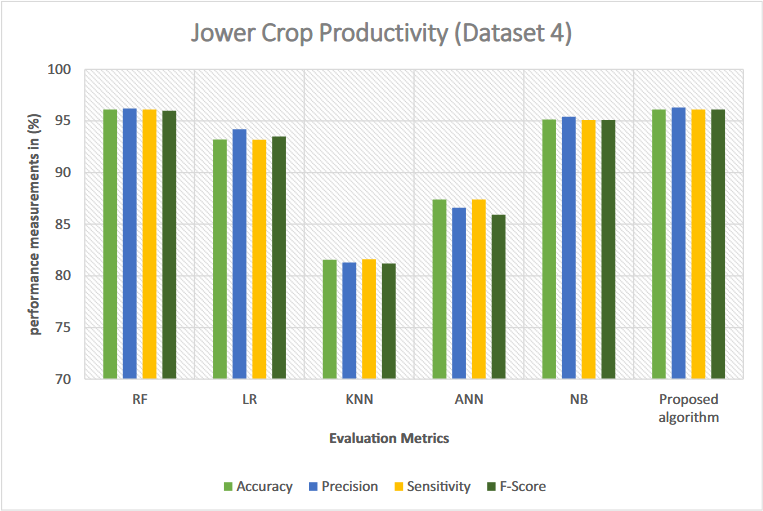 Jower Crop Productivity (Dataset 4)
performance measurements in (%)
100
95
90
85
80
75
70
RF LR KNN ANN NB Proposed
algorithm
Evaluation Metrics
Accuracy Precision Sensitivity F-Score